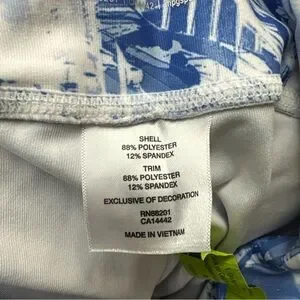 SHELL
88% POLYESTER
12% SPANDEX
TRIM
88% POLYESTER
12% SPANDEX
EXCLUSIVE OF DECORATION
RN88201
CA14442
MADE IN VIETNAM